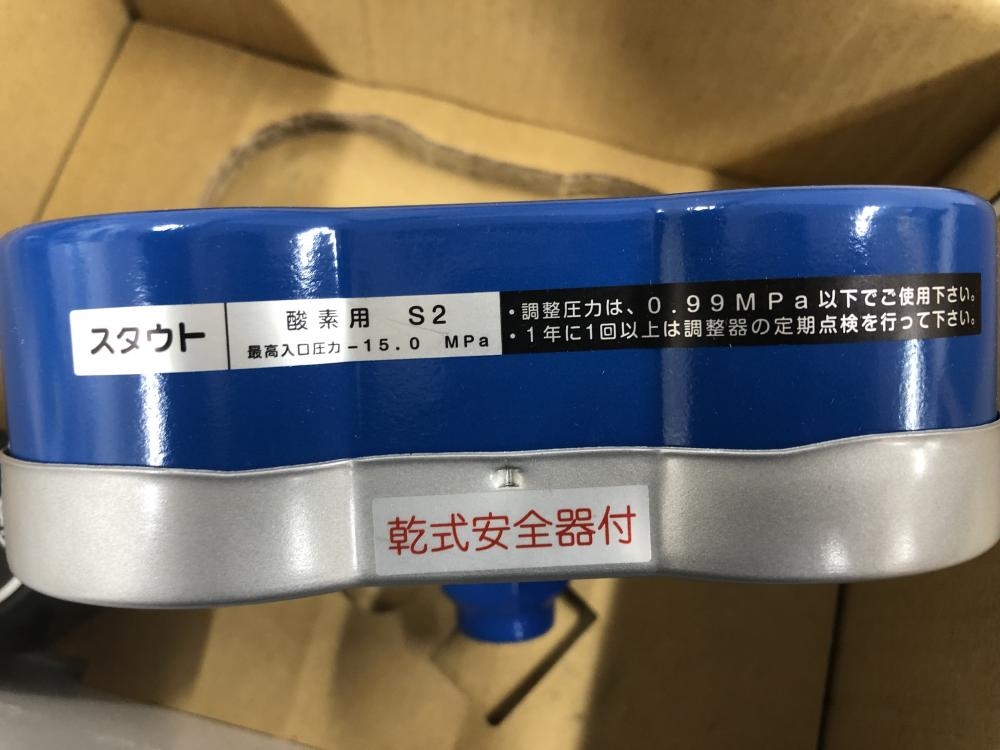 スタウト
酸素用 S2
最高入口圧力-15.0 MPa
・調整圧力は、0.99MPa以下でご使用下さい。
・1年に1回以上は調整器の定期点検を行って下さい。
乾式安全器付